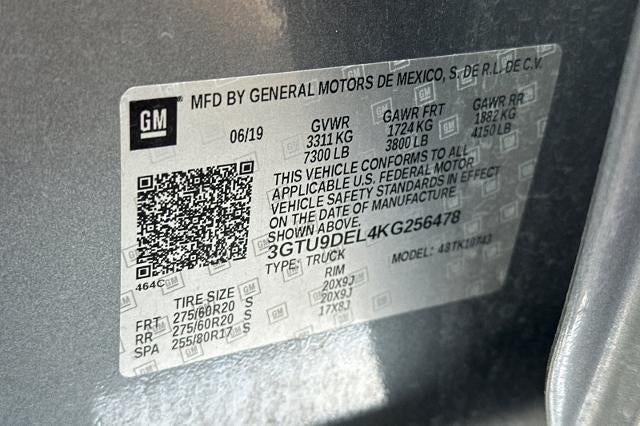 GM
MFD BY GENERAL MOTORS DE MEXICO, S. DE R.L. DE C.V.
06/19
GVWR GAWR FRT GAWR RR
3311 KG 1724 KG 1882 KG
7300 LB 3800 LB 4150 LB
THIS VEHICLE CONFORMS TO ALL
APPLICABLE U.S. FEDERAL MOTOR
VEHICLE SAFETY STANDARDS IN EFFECT
ON THE DATE OF MANUFACTURE
SHOWN ABOVE.
3GTU9DEL4KG256478
TYPE: TRUCK MODEL: 4STK10743
464C
TIRE SIZE RIM
FRT 275/60R20 S 20X9J
RR 275/60R20 S 20X9J
SPA 255/80R17 S 17X8J